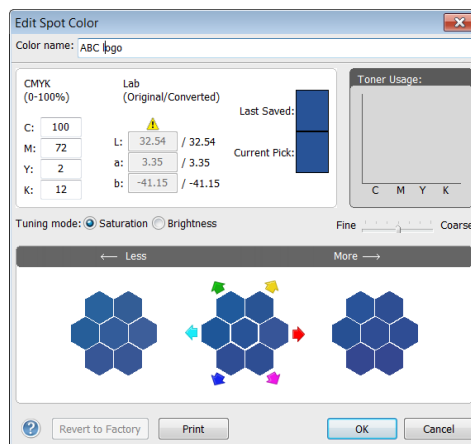 Edit Spot Color
Color name: ABC logo
CMYK
(0-100%)
C: 100
M: 72
Y: 2
K: 12
Lab
(Original/Converted)
L: 32.54 / 32.54
a: 3.35 / 3.35
b: -41.15 / -41.15
Last Saved:
Current Pick:
Toner Usage:
C M Y K
Tuning mode: Saturation Brightness
Fine Coarse
← Less More →
? Revert to Factory Print OK Cancel